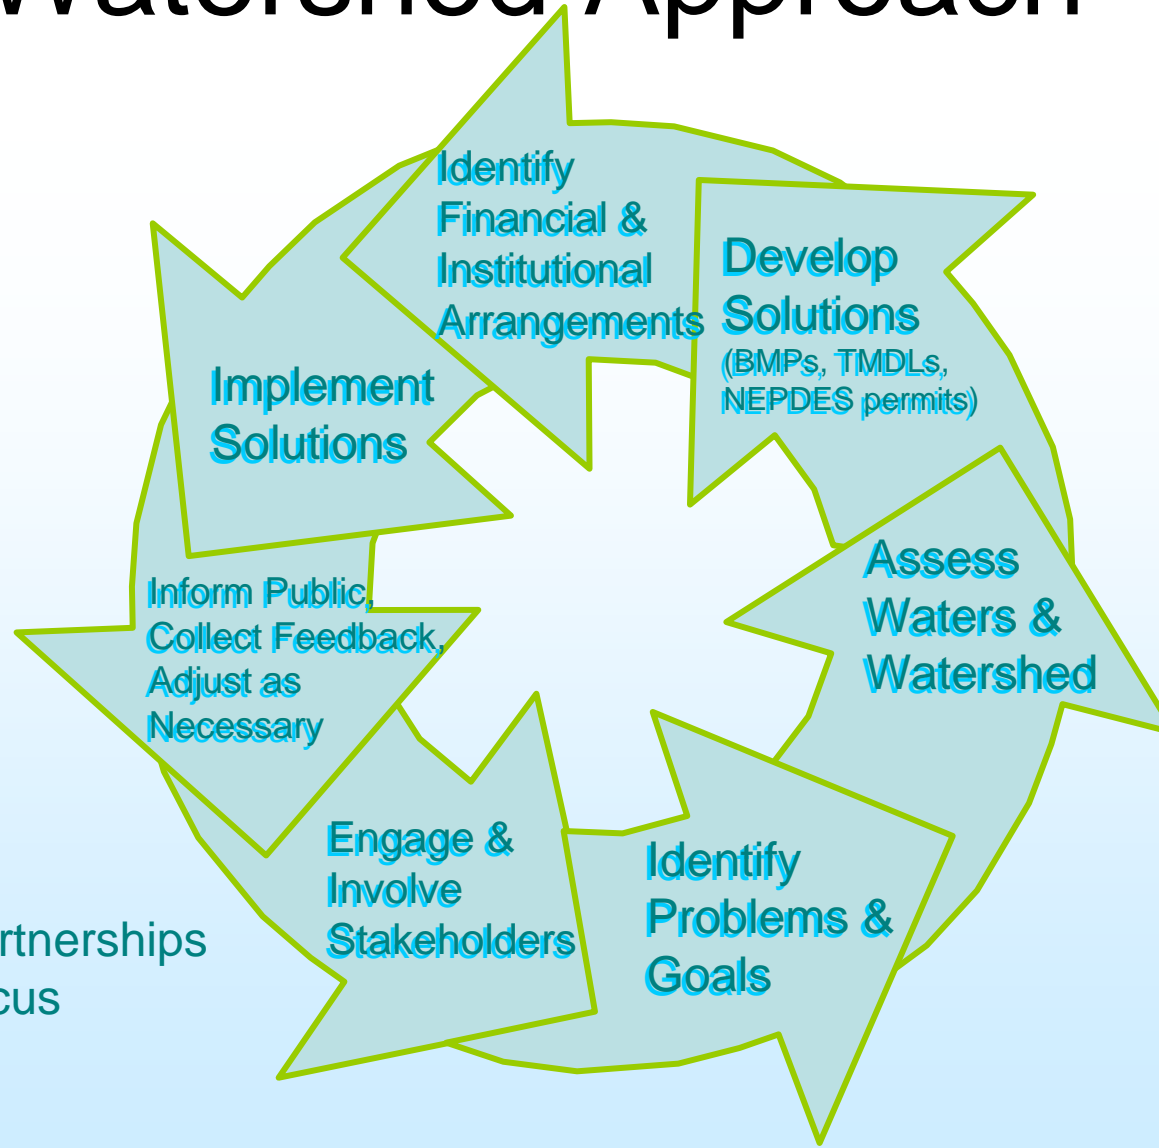 Watershed Approach
Identify
Financial &
Institutional
Arrangements
Develop
Solutions
(BMPs, TMDLs,
NEPDES permits)
Implement
Solutions
Assess
Waters &
Watershed
Inform Public,
Collect Feedback,
Adjust as
Necessary
Engage &
Involve
Stakeholders
Identify
Problems &
Goals
rtnerships
cus